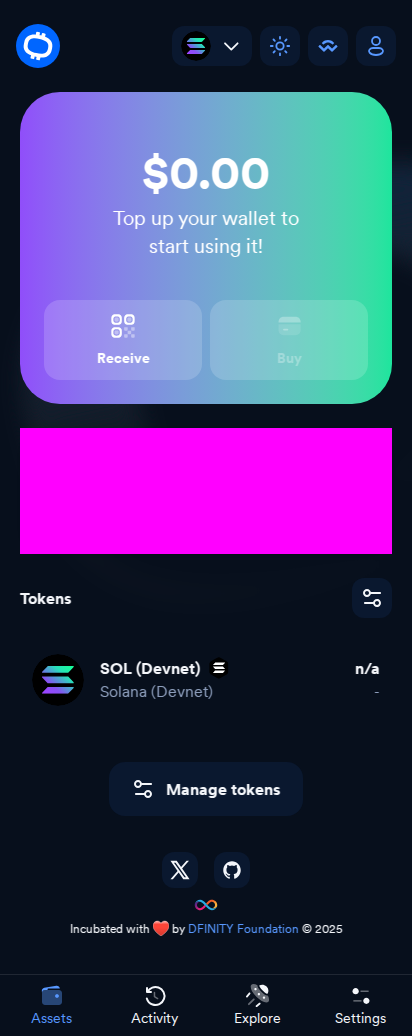 $0.00
Top up your wallet to
start using it!
Receive
Buy
Tokens
SOL (Devnet)
n/a
Solana (Devnet)
-
Manage tokens
Incubated with ❤️ by DFINITY Foundation © 2025
Assets
Activity
Explore
Settings